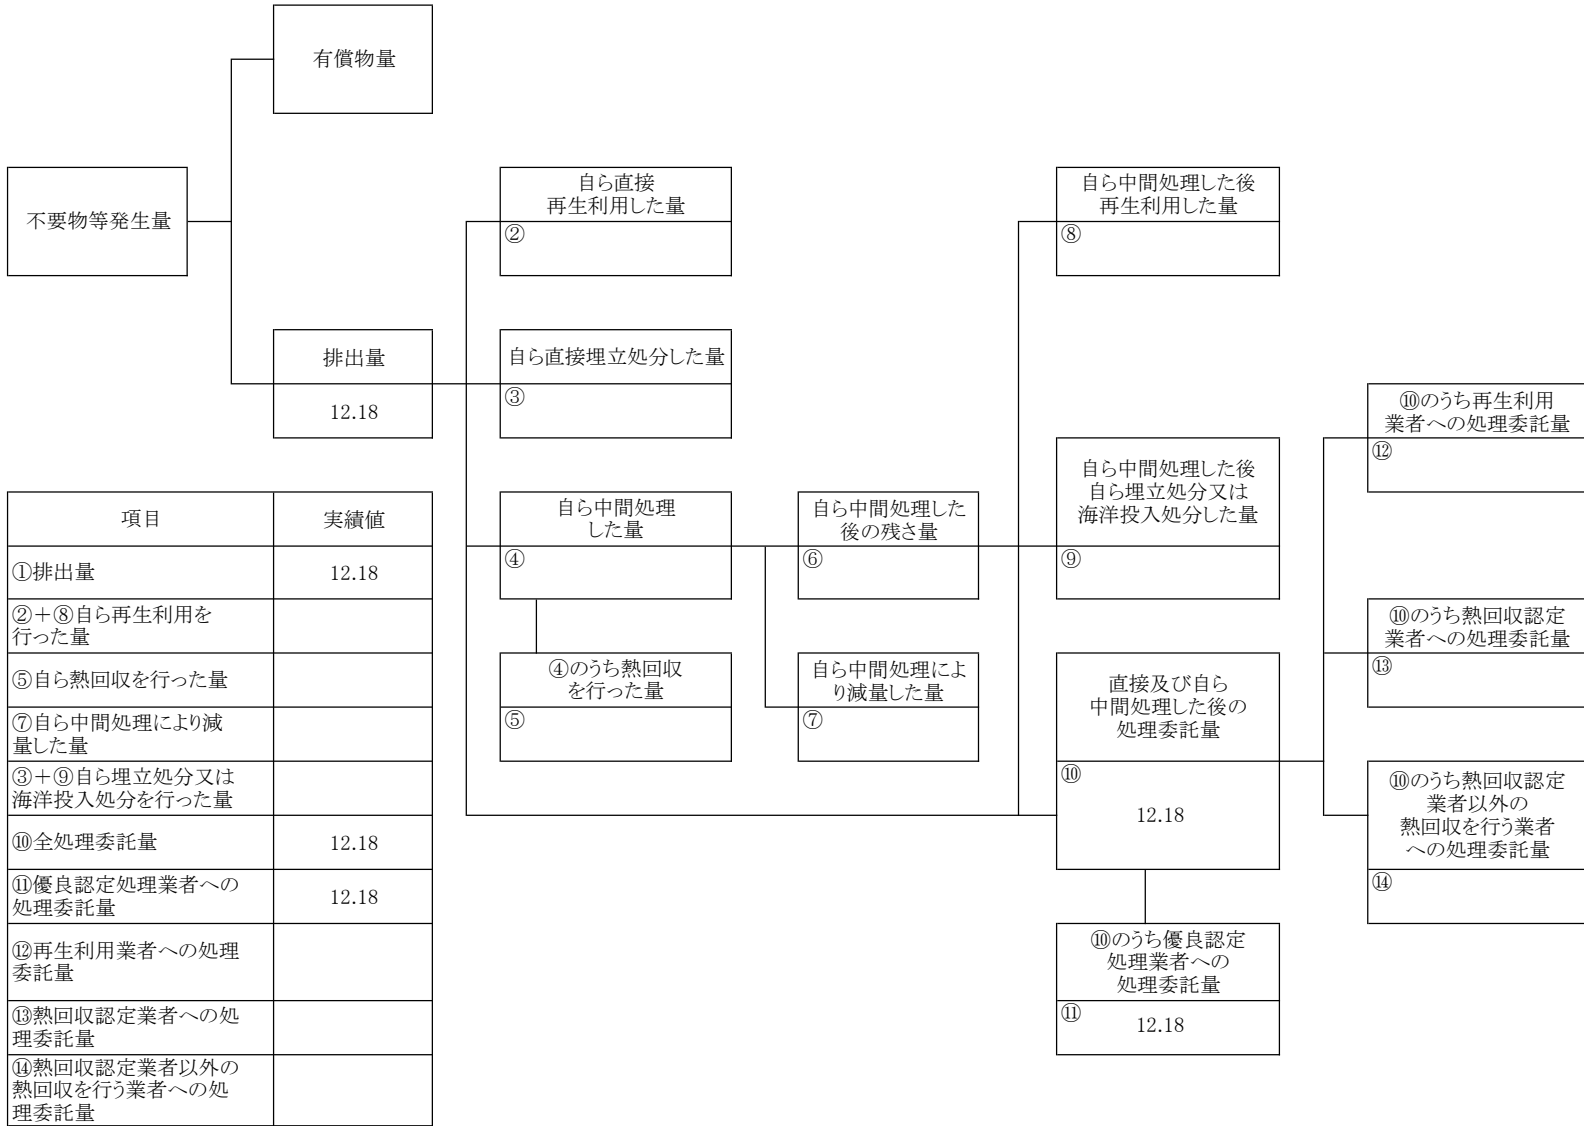 有償物量
不要物等発生量
自ら直接
再生利用した量
②
自ら中間処理した後
再生利用した量
⑧
排出量
12.18
自ら直接埋立処分した量
③
⑩のうち再生利用
業者への処理委託量
⑫
自ら中間処理した後
自ら埋立処分又は
海洋投入処分した量
⑨
自ら中間処理
した量
④
自ら中間処理した
後の残さ量
⑥
⑩のうち熱回収認定
業者への処理委託量
⑬
④のうち熱回収
を行った量
⑤
自ら中間処理によ
り減量した量
⑦
直接及び自ら
中間処理した後の
処理委託量
⑩
12.18
⑩のうち熱回収認定
業者以外の
熱回収を行う業者
への処理委託量
⑭
⑩のうち優良認定
処理業者への
処理委託量
⑪
12.18
項目 実績値
①排出量 12.18
②+⑧自ら再生利用を
行った量
⑤自ら熱回収を行った量
⑦自ら中間処理により減
量した量
③+⑨自ら埋立処分又は
海洋投入処分を行った量
⑩全処理委託量 12.18
⑪優良認定処理業者への
処理委託量 12.18
⑫再生利用業者への処理
委託量
⑬熱回収認定業者への処
理委託量
⑭熱回収認定業者以外の
熱回収を行う業者への処
理委託量